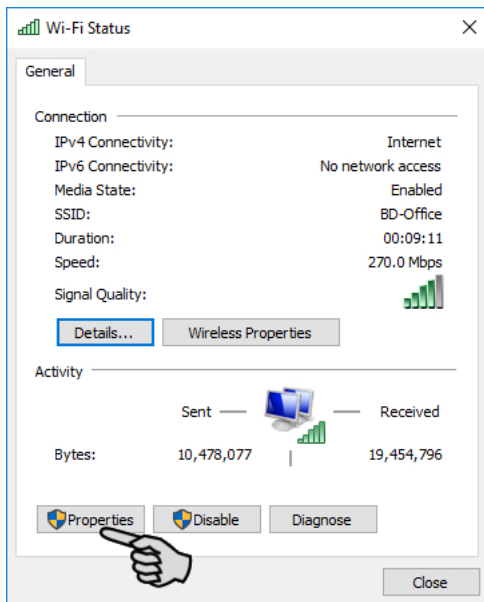 Wi-Fi Status
General
Connection
IPv4 Connectivity: Internet
IPv6 Connectivity: No network access
Media State: Enabled
SSID: BD-Office
Duration: 00:09:11
Speed: 270.0 Mbps
Signal Quality:
Details... Wireless Properties
Activity
Sent Received
Bytes: 10,478,077 19,454,796
Properties Disable Diagnose
Close